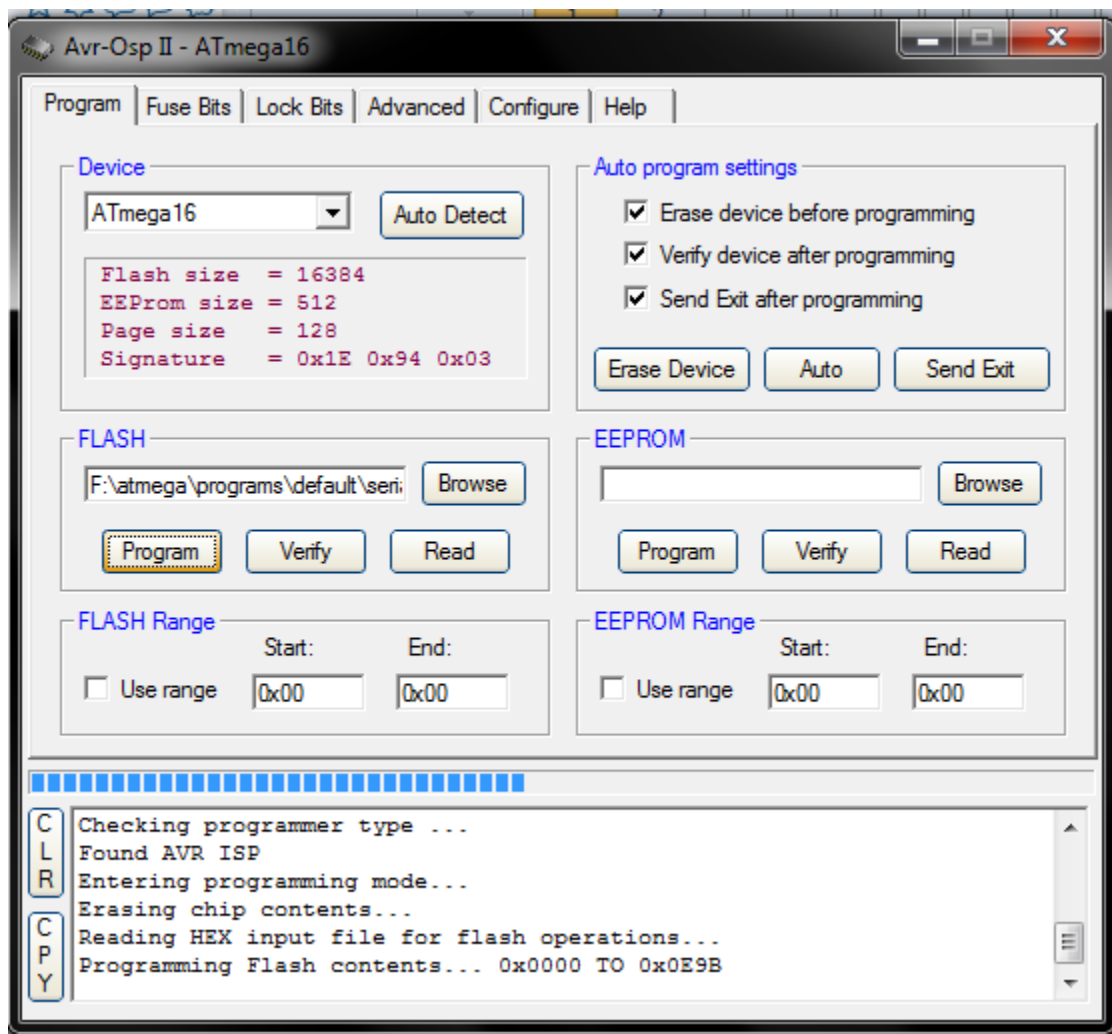 Avr-Osp II - ATmega16
Program Fuse Bits Lock Bits Advanced Configure Help
Device
ATmega16 Auto Detect
Flash size = 16384
EEProm size = 512
Page size = 128
Signature = 0x1E 0x94 0x03
Auto program settings
Erase device before programming
Verify device after programming
Send Exit after programming
Erase Device Auto Send Exit
FLASH
F:\atmega\programs\default\seri Browse
Program Verify Read
EEPROM
Browse
Program Verify Read
FLASH Range
Start: End:
Use range 0x00 0x00
EEPROM Range
Start: End:
Use range 0x00 0x00
CLR
CPY
Checking programmer type ...
Found AVR ISP
Entering programming mode...
Erasing chip contents...
Reading HEX input file for flash operations...
Programming Flash contents... 0x0000 TO 0x0E9B